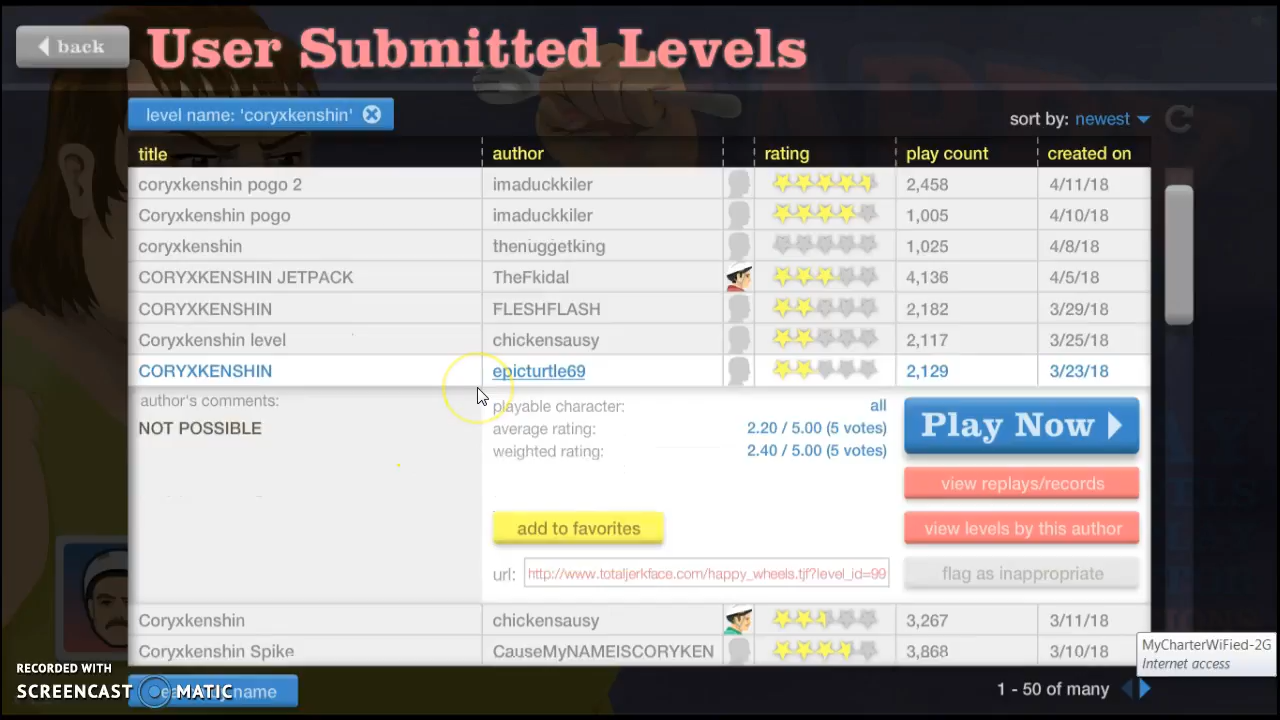 back
User Submitted Levels
level name: 'coryxkenshin'
sort by: newest
title author rating play count created on
coryxkenshin pogo 2 imaduckkiler 2,458 4/11/18
Coryxkenshin pogo imaduckkiler 1,005 4/10/18
coryxkenshin thenuggetking 1,025 4/8/18
CORYXKENSHIN JETPACK TheFkidal 4,136 4/5/18
CORYXKENSHIN FLESHFLASH 2,182 3/29/18
Coryxkenshin level chickensausy 2,117 3/25/18
CORYXKENSHIN epicturtle69 2,129 3/23/18
author's comments:
NOT POSSIBLE
playable character: all
average rating: 2.20 / 5.00 (5 votes)
weighted rating: 2.40 / 5.00 (5 votes)
Play Now
view replays/records
add to favorites
view levels by this author
url: http://www.totaljerkface.com/happy_wheels.tjf?level_id=99
flag as inappropriate
Coryxkenshin chickensausy 3,267 3/11/18
Coryxkenshin Spike CauseMyNAMEISCORYKEN 3,868 3/10/18
MyCharterWiFied-2G
Internet access
RECORDED WITH
SCREENCAST MATIC
name
1 - 50 of many